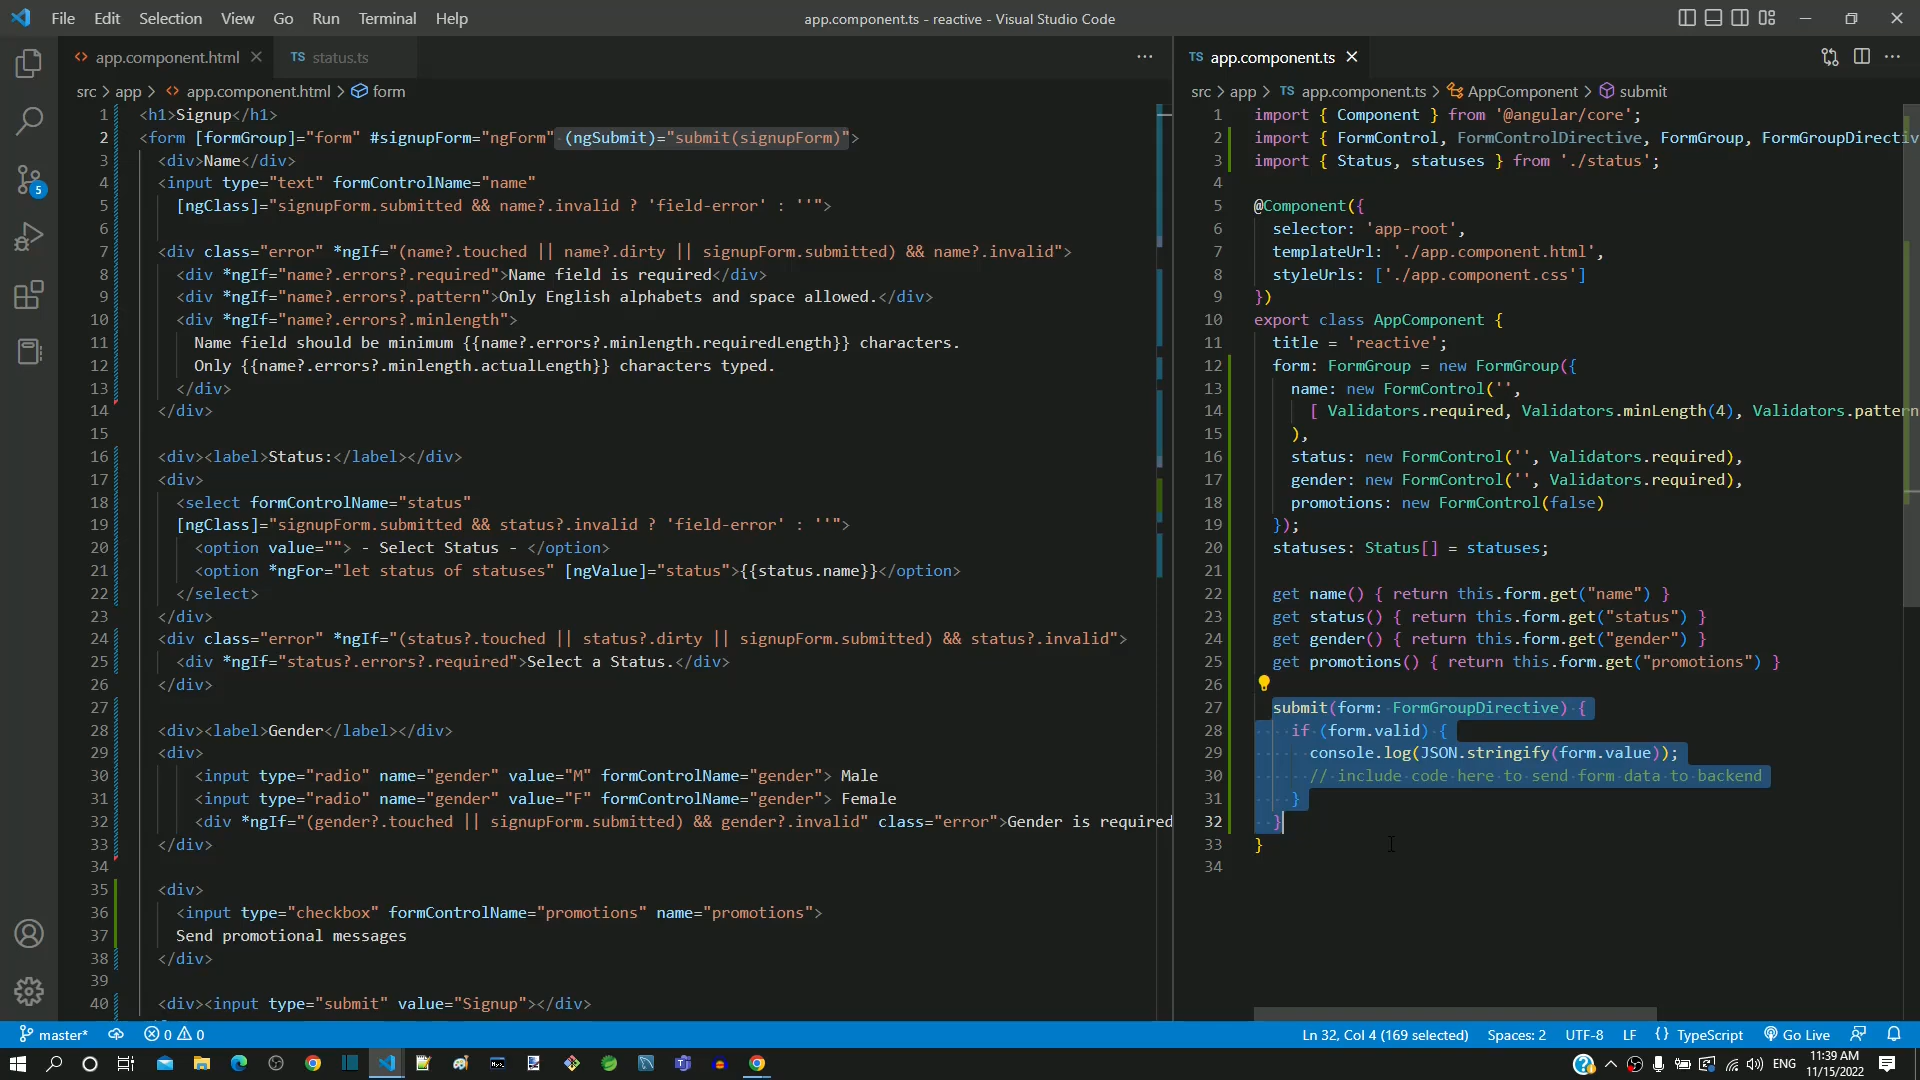 File Edit Selection View Go Run Terminal Help
app.component.ts - reactive - Visual Studio Code
app.component.html
TS status.ts
src > app > app.component.html > form
1 <h1>Signup</h1>
2 <form [formGroup]="form" #signupForm="ngForm" (ngSubmit)="submit(signupForm)">
3 <div>Name</div>
4 <input type="text" formControlName="name"
5 [ngClass]="signupForm.submitted && name?.invalid ? 'field-error' : ''">
6
7 <div class="error" *ngIf="(name?.touched || name?.dirty || signupForm.submitted) && name?.invalid">
8 <div *ngIf="name?.errors?.required">Name field is required</div>
9 <div *ngIf="name?.errors?.pattern">Only English alphabets and space allowed.</div>
10 <div *ngIf="name?.errors?.minlength">
11 Name field should be minimum {{name?.errors?.minlength.requiredLength}} characters.
12 Only {{name?.errors?.minlength.actualLength}} characters typed.
13 </div>
14 </div>
15
16 <div><label>Status:</label></div>
17 <div>
18 <select formControlName="status"
19 [ngClass]="signupForm.submitted && status?.invalid ? 'field-error' : ''">
20 <option value=""> - Select Status - </option>
21 <option *ngFor="let status of statuses" [ngValue]="status">{{status.name}}</option>
22 </select>
23 </div>
24 <div class="error" *ngIf="(status?.touched || status?.dirty || signupForm.submitted) && status?.invalid">
25 <div *ngIf="status?.errors?.required">Select a Status.</div>
26 </div>
27
28 <div><label>Gender</label></div>
29 <div>
30 <input type="radio" name="gender" value="M" formControlName="gender"> Male
31 <input type="radio" name="gender" value="F" formControlName="gender"> Female
32 <div *ngIf="(gender?.touched || signupForm.submitted) && gender?.invalid" class="error">Gender is required
33 </div>
34
35 <div>
36 <input type="checkbox" formControlName="promotions" name="promotions">
37 Send promotional messages
38 </div>
39
40 <div><input type="submit" value="Signup"></div>
TS app.component.ts
src > app > TS app.component.ts > AppComponent > submit
1 import { Component } from '@angular/core';
2 import { FormControl, FormControlDirective, FormGroup, FormGroupDirectiv
3 import { Status, statuses } from './status';
4
5 @Component({
6 selector: 'app-root',
7 templateUrl: './app.component.html',
8 styleUrls: ['./app.component.css']
9 })
10 export class AppComponent {
11 title = 'reactive';
12 form: FormGroup = new FormGroup({
13 name: new FormControl('',
14 [ Validators.required, Validators.minLength(4), Validators.pattern
15 ),
16 status: new FormControl('', Validators.required),
17 gender: new FormControl('', Validators.required),
18 promotions: new FormControl(false)
19 });
20 statuses: Status[] = statuses;
21
22 get name() { return this.form.get("name") }
23 get status() { return this.form.get("status") }
24 get gender() { return this.form.get("gender") }
25 get promotions() { return this.form.get("promotions") }
26
27 submit(form: FormGroupDirective) {
28 if (form.valid) {
29 console.log(JSON.stringify(form.value));
30 // include code here to send form data to backend
31 }
32 }
33 }
34
5
master* 0 0
Ln 32, Col 4 (169 selected) Spaces: 2 UTF-8 LF {} TypeScript Go Live
ENG
11:39 AM
11/15/2022